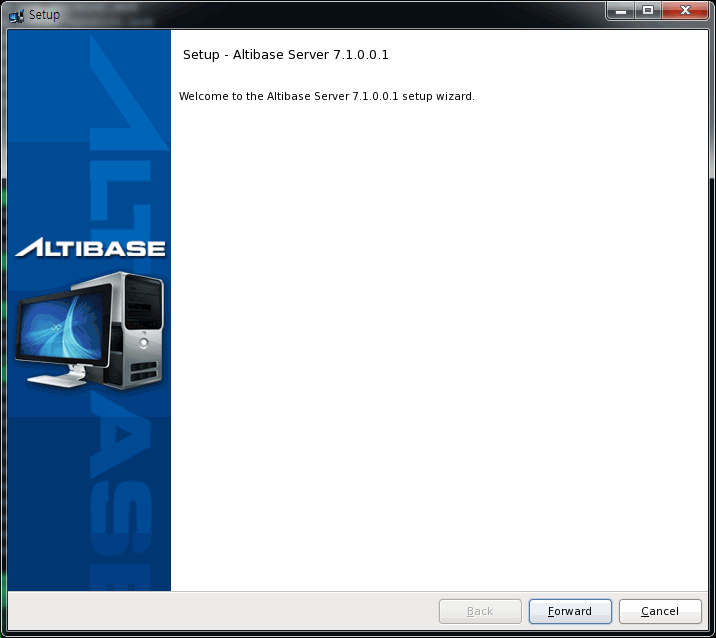 Setup
Setup - Altibase Server 7.1.0.0.1
Welcome to the Altibase Server 7.1.0.0.1 setup wizard.
ALTIBASE
ALTIBASE
Back
Forward
Cancel